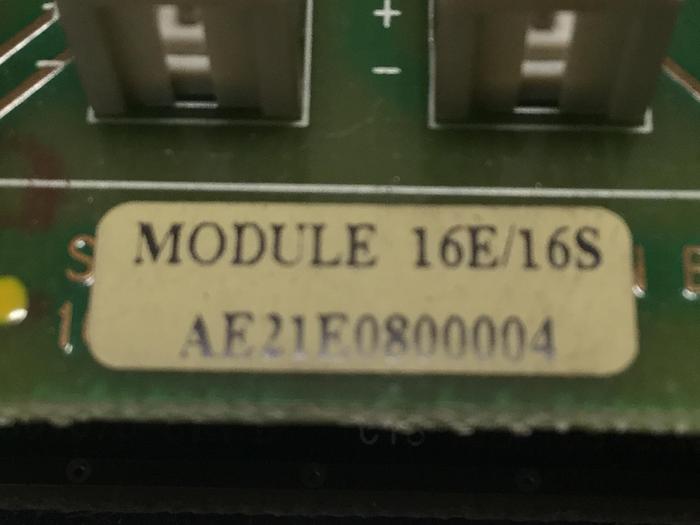 +
-
MODULE 16E/16S
AE21E0800004